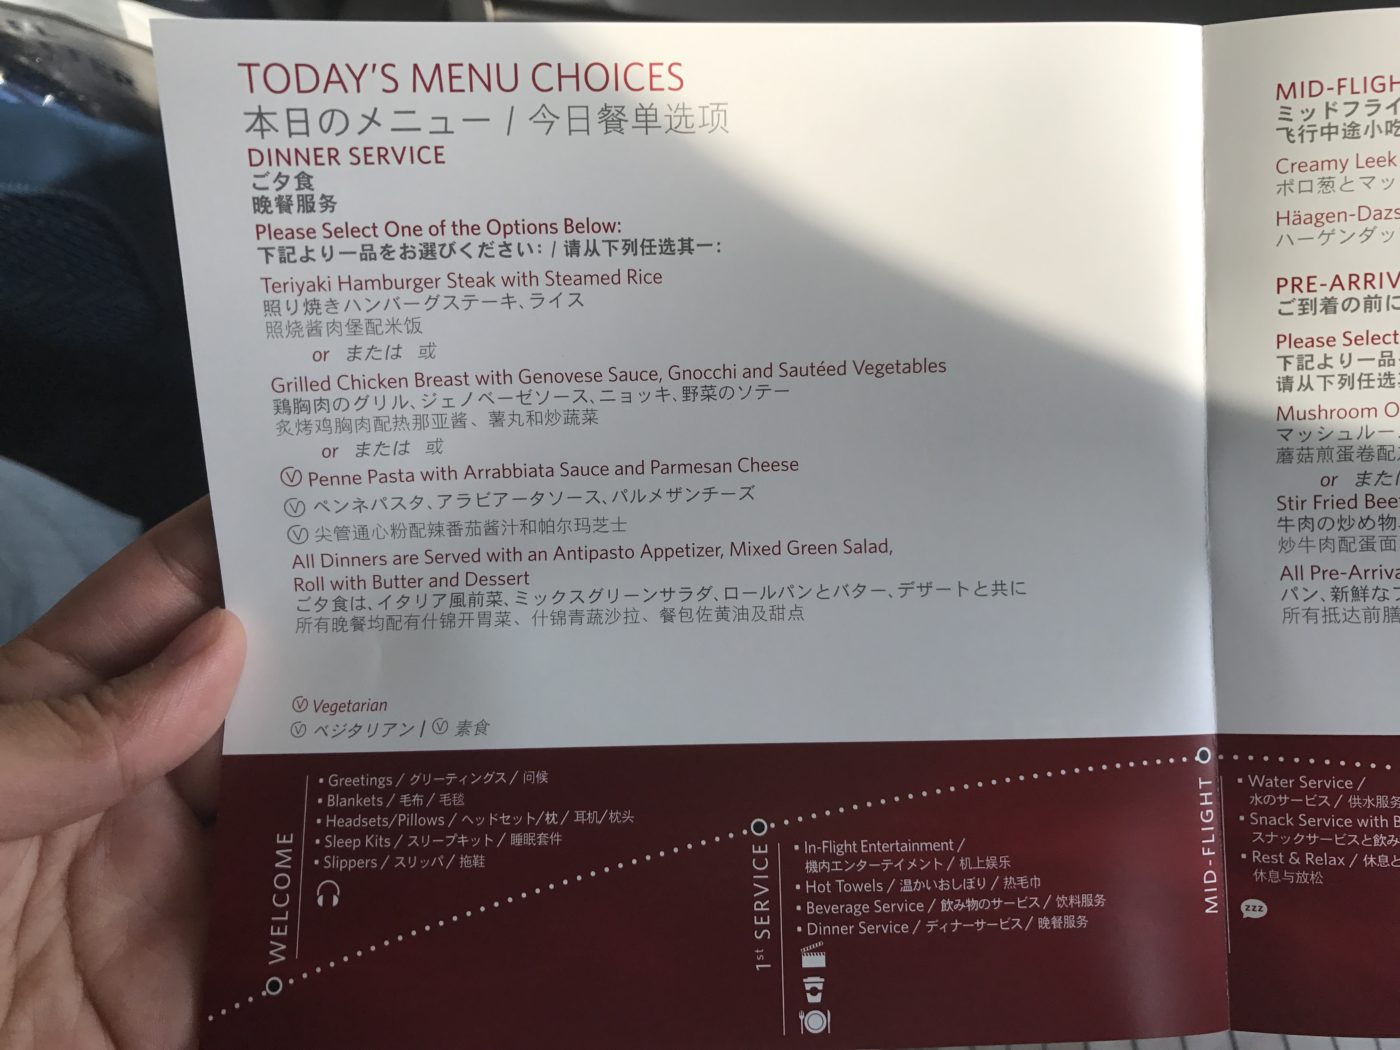 TODAY'S MENU CHOICES
本日のメニュー / 今日餐单选项
DINNER SERVICE
ご夕食
晚餐服务
Please Select One of the Options Below:
下記より一品をお選びください: / 请从下列任选其一:
Teriyaki Hamburger Steak with Steamed Rice
照り焼きハンバーグステーキ、ライス
照烧酱肉堡配米饭
or または 或
Grilled Chicken Breast with Genovese Sauce, Gnocchi and Sautéed Vegetables
鶏胸肉のグリル、ジェノベーゼソース、ニョッキ、野菜のソテー
炙烤鸡胸肉配热那亚酱、薯丸和炒蔬菜
or または 或
Ⓥ Penne Pasta with Arrabbiata Sauce and Parmesan Cheese
Ⓥ ペンネパスタ、アラビアータソース、パルメザンチーズ
Ⓥ 尖管通心粉配辣番茄酱汁和帕尔玛芝士
All Dinners are Served with an Antipasto Appetizer, Mixed Green Salad,
Roll with Butter and Dessert
ご夕食は、イタリア風前菜、ミックスグリーンサラダ、ロールパンとバター、デザートと共に
所有晚餐均配有什锦开胃菜、什锦青蔬沙拉、餐包佐黄油及甜点
Ⓥ Vegetarian
Ⓥ ベジタリアン | Ⓥ 素食
WELCOME
• Greetings / グリーティングス / 问候
• Blankets / 毛布 / 毛毯
• Headsets/Pillows / ヘッドセット/枕 / 耳机/枕头
• Sleep Kits / スリープキット / 睡眠套件
• Slippers / スリッパ / 拖鞋
1st SERVICE
• In-Flight Entertainment /
機内エンターテイメント / 机上娱乐
• Hot Towels / 温かいおしぼり / 热毛巾
• Beverage Service / 飲み物のサービス / 饮料服务
• Dinner Service / ディナーサービス / 晚餐服务
MID-FLIGH
ミッドフライ
飞行中途小吃
Creamy Leek
ポロ葱とマッ
Häagen-Dazs
ハーゲンダッ
PRE-ARRIV
ご到着の前に
Please Select
下記より一品
请从下列任选
Mushroom O
マッシュルー
蘑菇煎蛋卷配
or また
Stir Fried Bee
牛肉の炒め物
炒牛肉配蛋面
All Pre-Arriva
パン、新鮮な
所有抵达前膳
MID-FLIGHT
• Water Service /
水のサービス / 供水服务
• Snack Service with B
スナックサービスと飲み
• Rest & Relax / 休息と
休息与放松
zzz